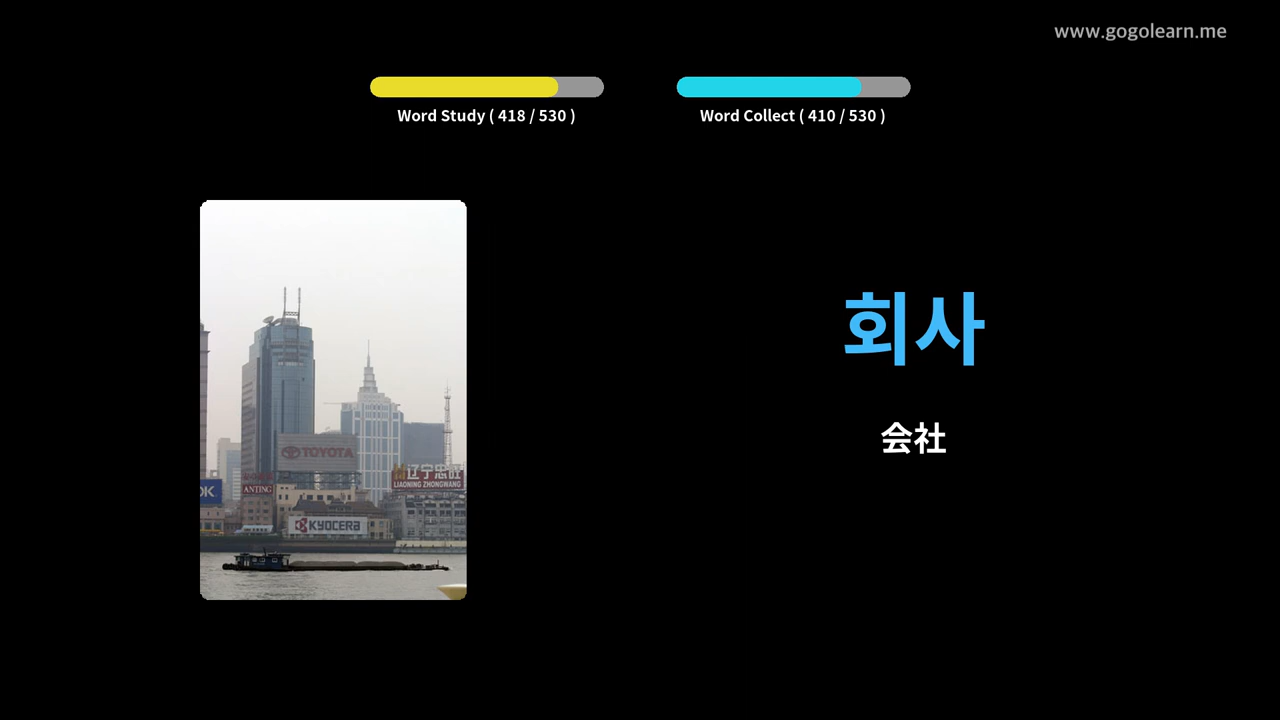 www.gogolearn.me
Word Study ( 418 / 530 )
Word Collect ( 410 / 530 )
회사
会社
TOYOTA
辽宁忠旺
LIAONING ZHONGWANG
OK
ANTING
KYOCERA